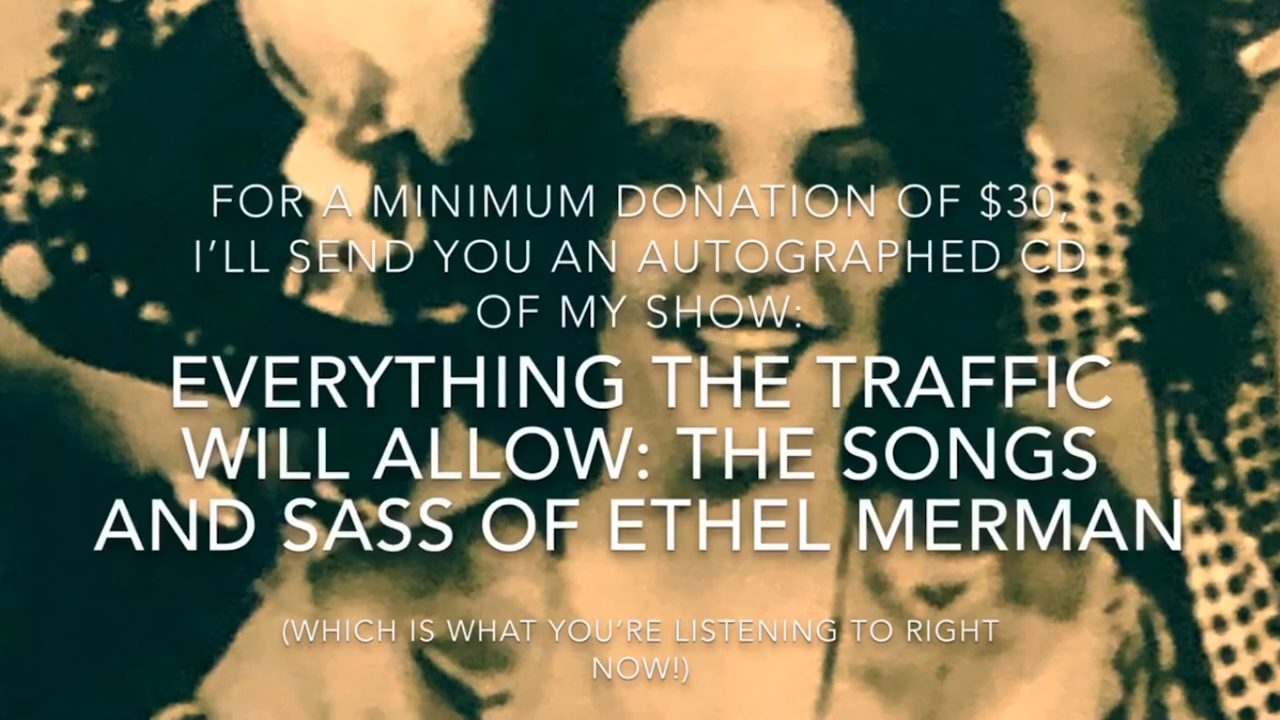 FOR A MINIMUM DONATION OF $30,
I’LL SEND YOU AN AUTOGRAPHED CD
OF MY SHOW:
EVERYTHING THE TRAFFIC
WILL ALLOW: THE SONGS
AND SASS OF ETHEL MERMAN
(WHICH IS WHAT YOU’RE LISTENING TO RIGHT
NOW!)